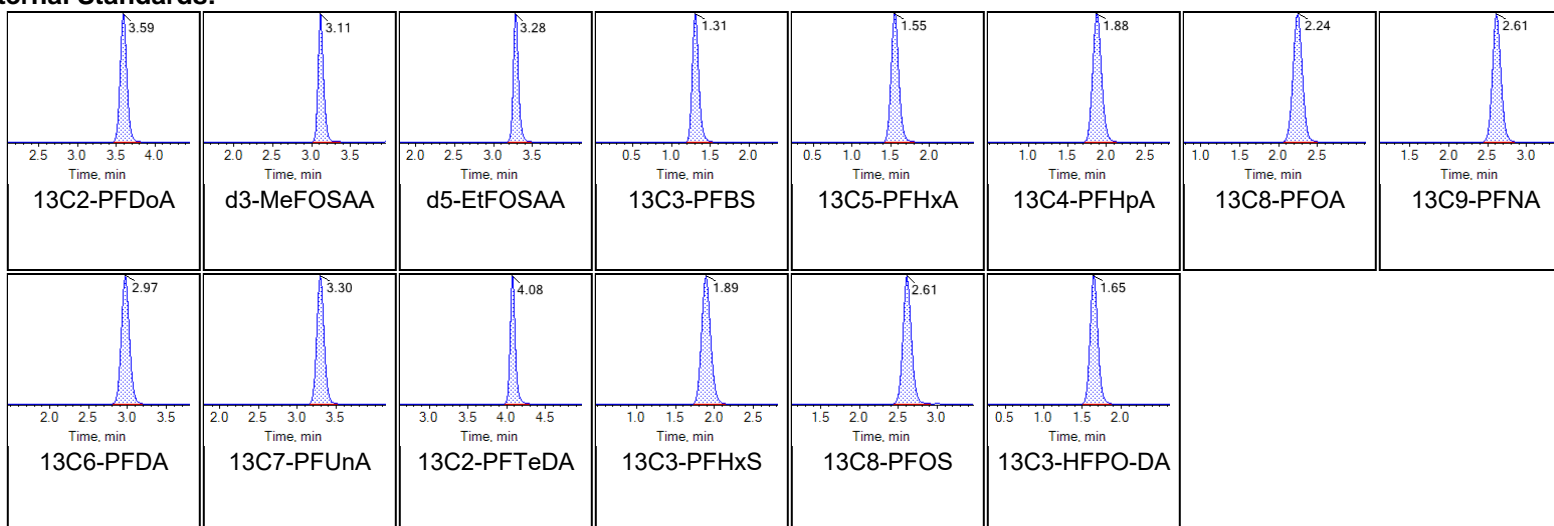 ternal Standards:
3.59 3.11 3.28 1.31 1.55 1.88 2.24 2.61
2.5 3.0 3.5 4.0 2.0 2.5 3.0 3.5 2.0 2.5 3.0 3.5 0.5 1.0 1.5 2.0 0.5 1.0 1.5 2.0 1.0 1.5 2.0 2.5 1.0 1.5 2.0 2.5 1.5 2.0 2.5 3.0
Time, min Time, min Time, min Time, min Time, min Time, min Time, min Time, min
13C2-PFDoA d3-MeFOSAA d5-EtFOSAA 13C3-PFBS 13C5-PFHxA 13C4-PFHpA 13C8-PFOA 13C9-PFNA
2.97 3.30 4.08 1.89 2.61 1.65
2.0 2.5 3.0 3.5 2.0 2.5 3.0 3.5 3.0 3.5 4.0 4.5 1.0 1.5 2.0 2.5 1.5 2.0 2.5 3.0 0.5 1.0 1.5 2.0
Time, min Time, min Time, min Time, min Time, min Time, min
13C6-PFDA 13C7-PFUnA 13C2-PFTeDA 13C3-PFHxS 13C8-PFOS 13C3-HFPO-DA